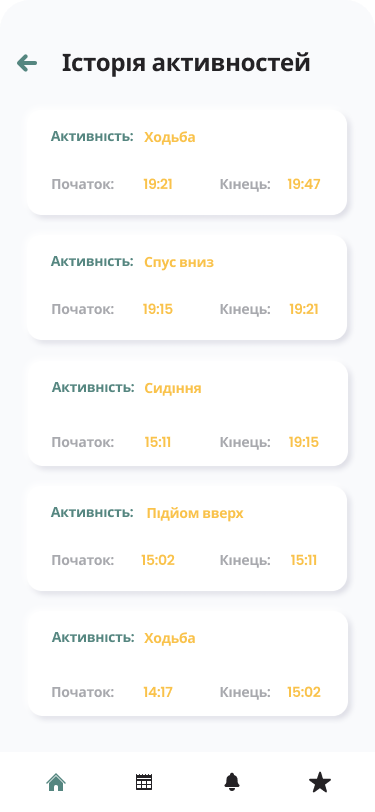 Історія активностей
Активність: Ходьба
Початок: 19:21 Кінець: 19:47
Активність: Спус вниз
Початок: 19:15 Кінець: 19:21
Активність: Сидіння
Початок: 15:11 Кінець: 19:15
Активність: Підйом вверх
Початок: 15:02 Кінець: 15:11
Активність: Ходьба
Початок: 14:17 Кінець: 15:02